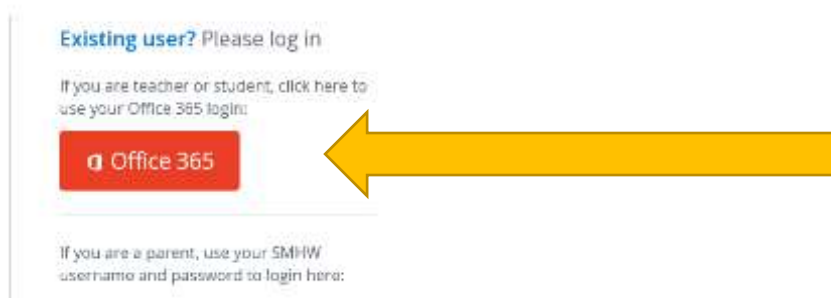 Existing user? Please log in
If you are teacher or student, click here to
use your Office 365 login:
Office 365
If you are a parent, use your SMHW
username and password to login here: